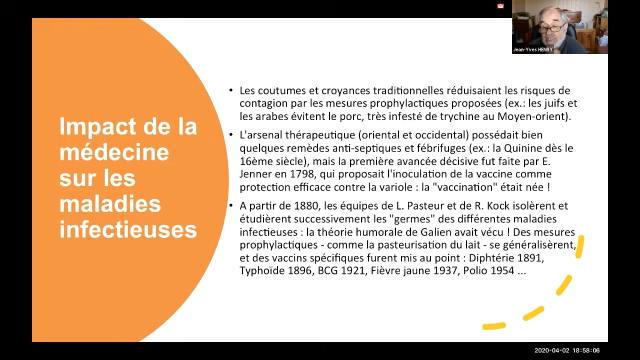 Jean-Yves HENRY
Impact de la
médecine
sur les
maladies
infectieuses
• Les coutumes et croyances traditionnelles réduisaient les risques de
contagion par les mesures prophylactiques proposées (ex.: les juifs et
les arabes évitent le porc, très infesté de trychine au Moyen-orient).
• L'arsenal thérapeutique (oriental et occidental) possédait bien
quelques remèdes anti-septiques et fébrifuges (ex.: la Quinine dès le
16ème siècle), mais la première avancée décisive fut faite par E.
Jenner en 1798, qui proposait l'inoculation de la vaccine comme
protection efficace contre la variole : la "vaccination" était née !
• A partir de 1880, les équipes de L. Pasteur et de R. Kock isolèrent et
étudièrent successivement les "germes" des différentes maladies
infectieuses : la théorie humorale de Galien avait vécu ! Des mesures
prophylactiques - comme la pasteurisation du lait - se généralisèrent,
et des vaccins spécifiques furent mis au point : Diphtérie 1891,
Typhoïde 1896, BCG 1921, Fièvre jaune 1937, Polio 1954 ...
2020-04-02 18:58:06